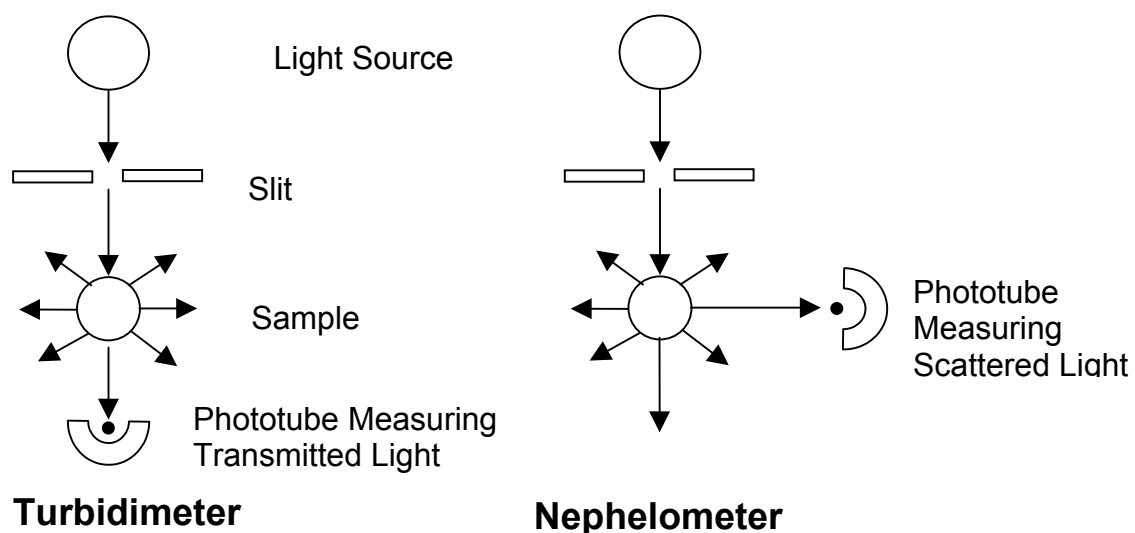 Light Source
Slit
Sample
Phototube Measuring
Transmitted Light
Turbidimeter
Phototube
Measuring
Scattered Light
Nephelometer